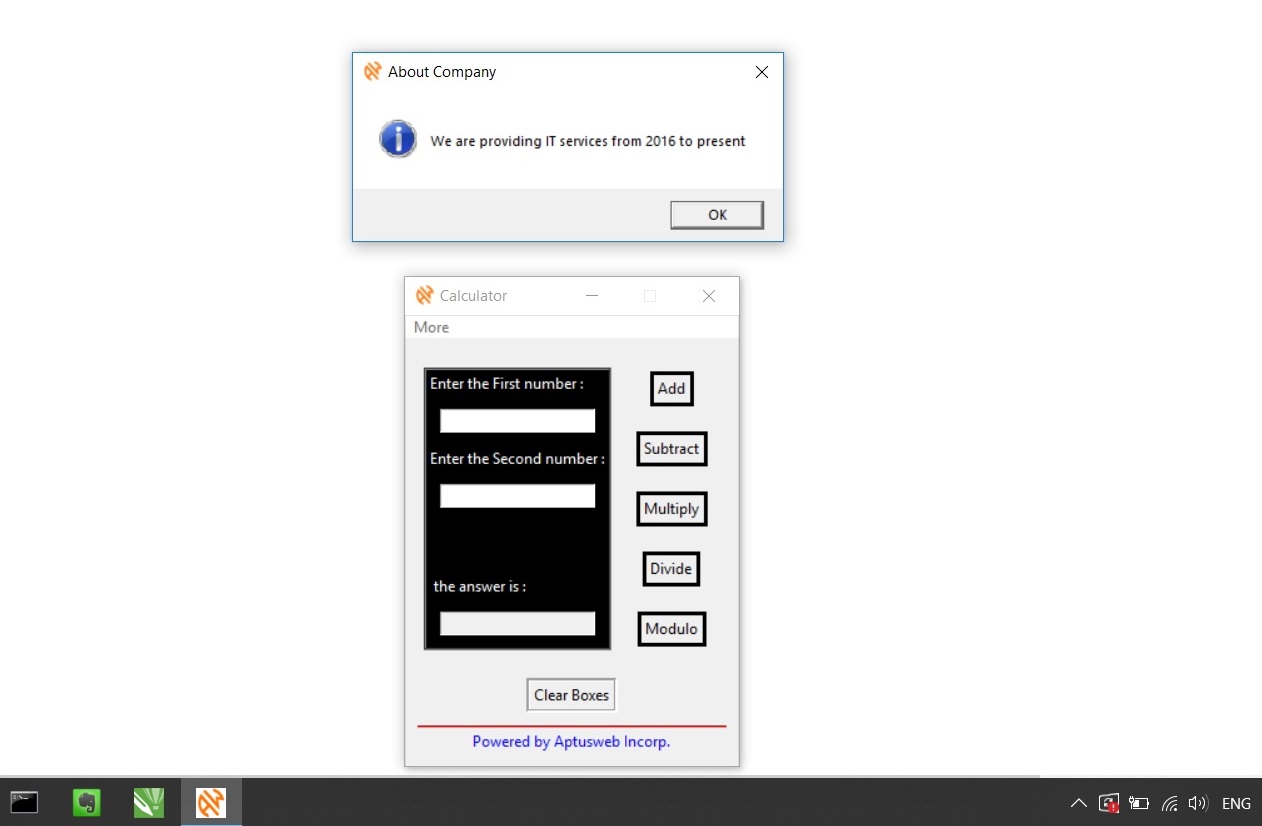 About Company
We are providing IT services from 2016 to present
OK
Calculator
More
Enter the First number :
Add
Enter the Second number :
Subtract
Multiply
Divide
the answer is :
Modulo
Clear Boxes
Powered by Aptusweb Incorp.
ENG